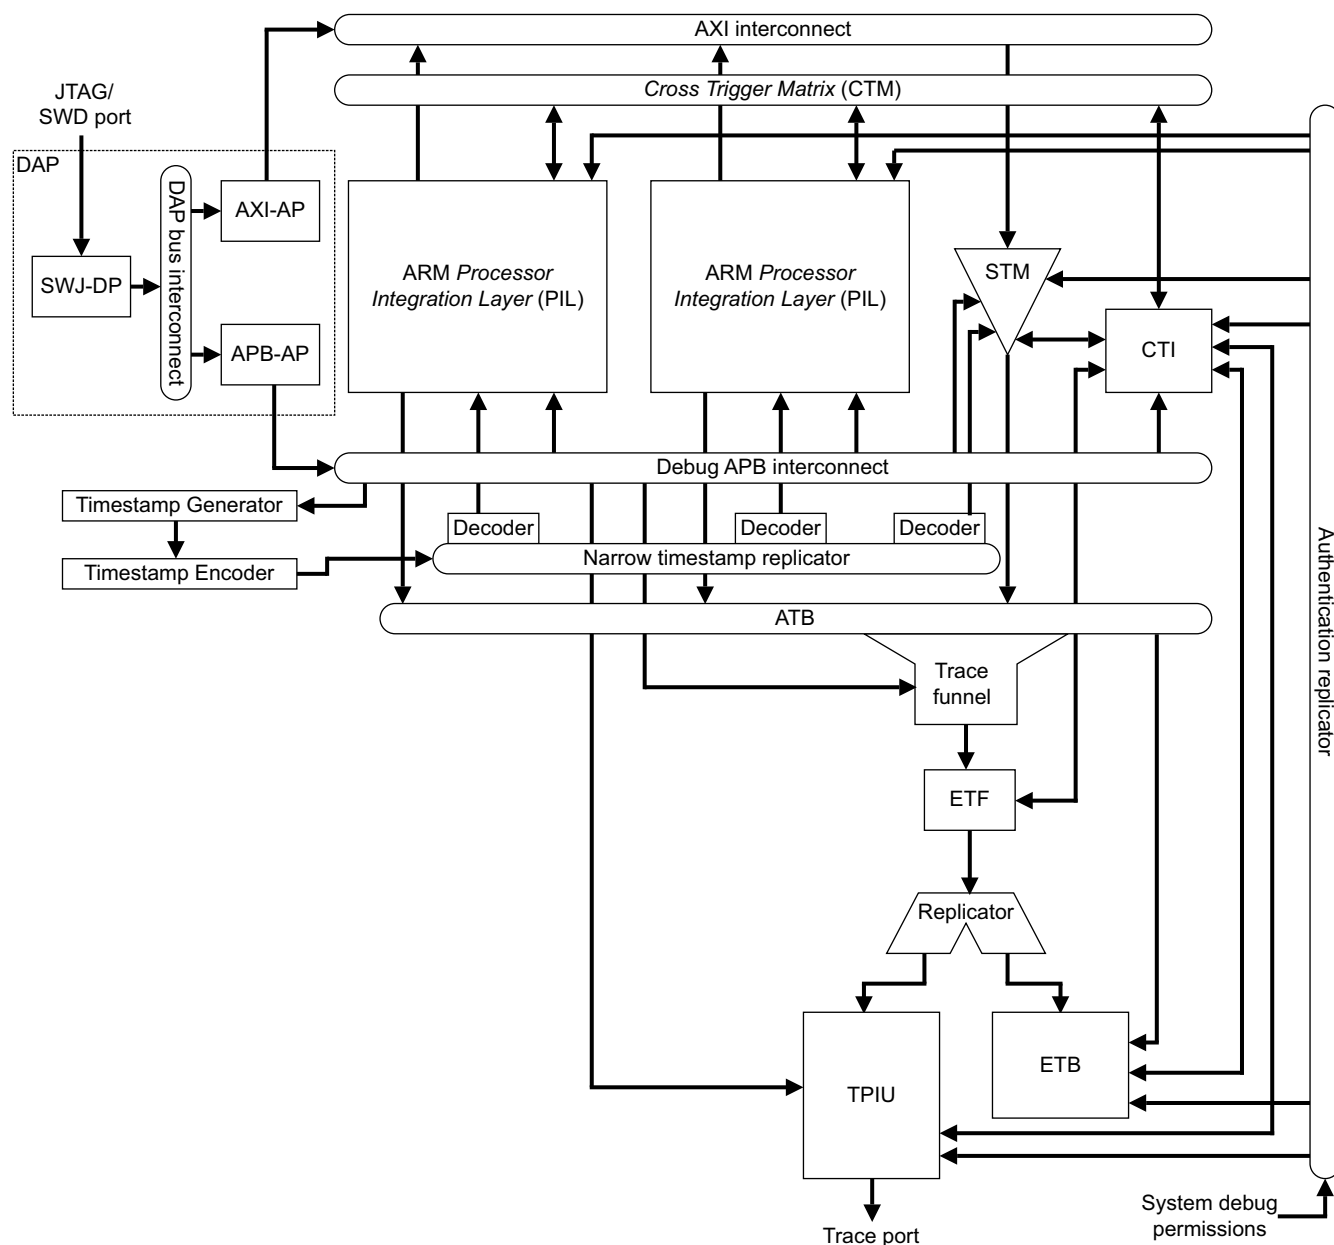 AXI interconnect
Cross Trigger Matrix (CTM)
JTAG/
SWD port
DAP
DAP bus interconnect
AXI-AP
SWJ-DP
APB-AP
ARM Processor
Integration Layer (PIL)
ARM Processor
Integration Layer (PIL)
STM
CTI
Debug APB interconnect
Timestamp Generator
Decoder
Decoder
Decoder
Narrow timestamp replicator
Timestamp Encoder
ATB
Trace
funnel
Authentication replicator
ETF
Replicator
TPIU
ETB
System debug
permissions
Trace port